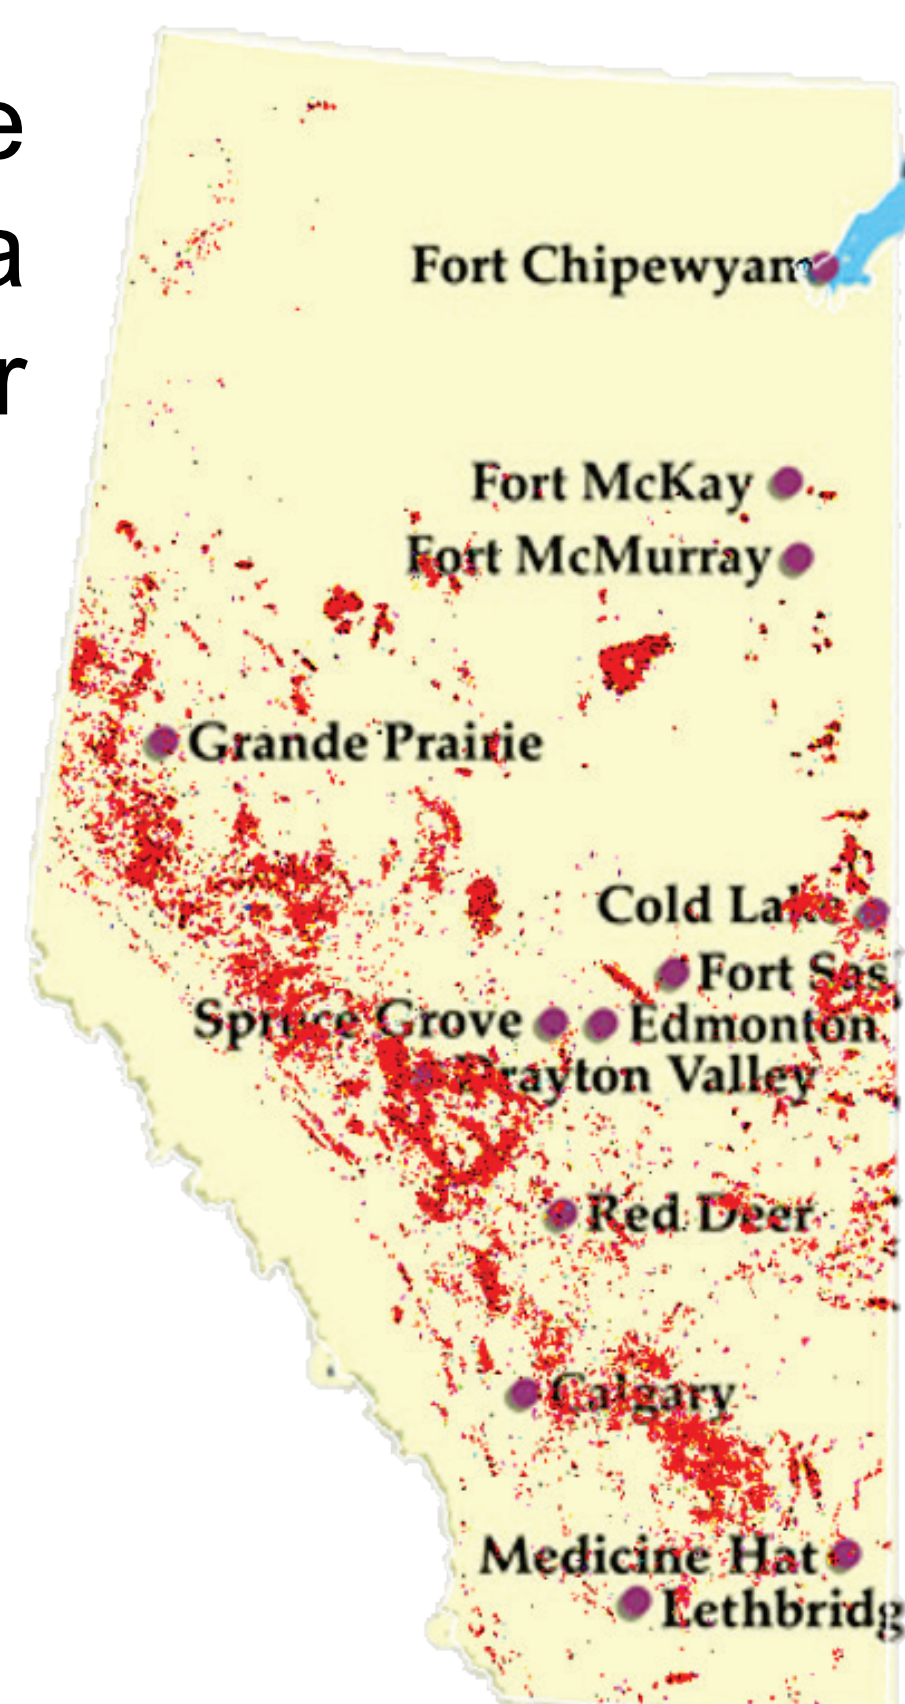 e
a
r
Fort Chipewyan
Fort McKay
Fort McMurray
Grande Prairie
Cold Lake
Fort Sas
Spruce Grove
Edmonton
Drayton Valley
Red Deer
Calgary
Medicine Hat
Lethbridg